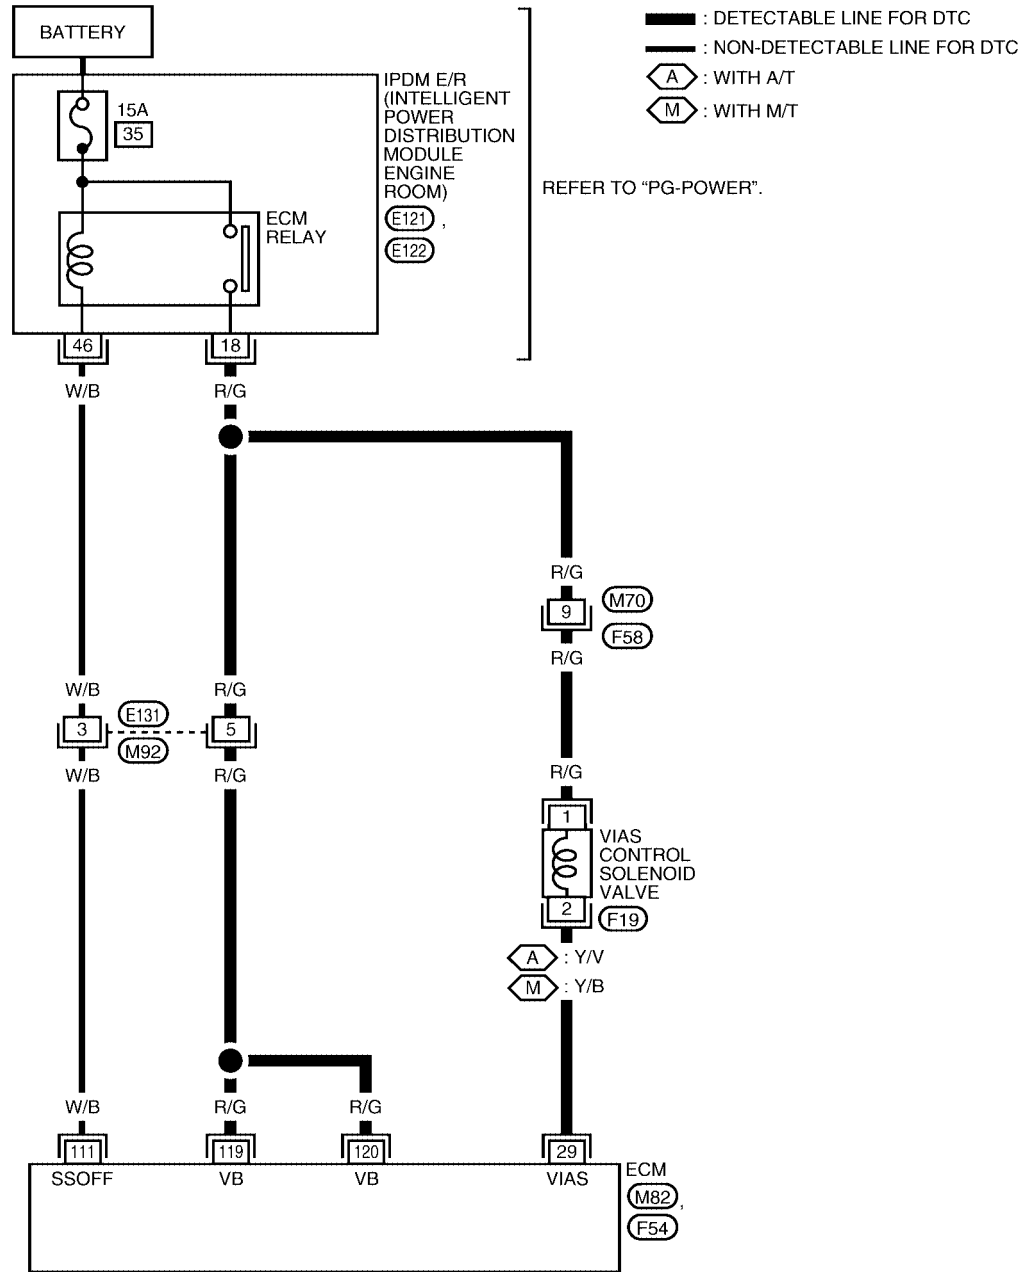 BATTERY
: DETECTABLE LINE FOR DTC
: NON-DETECTABLE LINE FOR DTC
A : WITH A/T
M : WITH M/T
15A
35
IPDM E/R
(INTELLIGENT
POWER
DISTRIBUTION
MODULE
ENGINE
ROOM)
E121 ,
E122
REFER TO “PG-POWER”.
ECM
RELAY
46
18
W/B
R/G
R/G
9
M70
F58
R/G
W/B
R/G
3
E131
M92
5
W/B
R/G
R/G
1
VIAS
CONTROL
SOLENOID
VALVE
2
F19
A : Y/V
M : Y/B
W/B
R/G
R/G
111
119
120
29
SSOFF
VB
VB
VIAS
ECM
M82 ,
F54